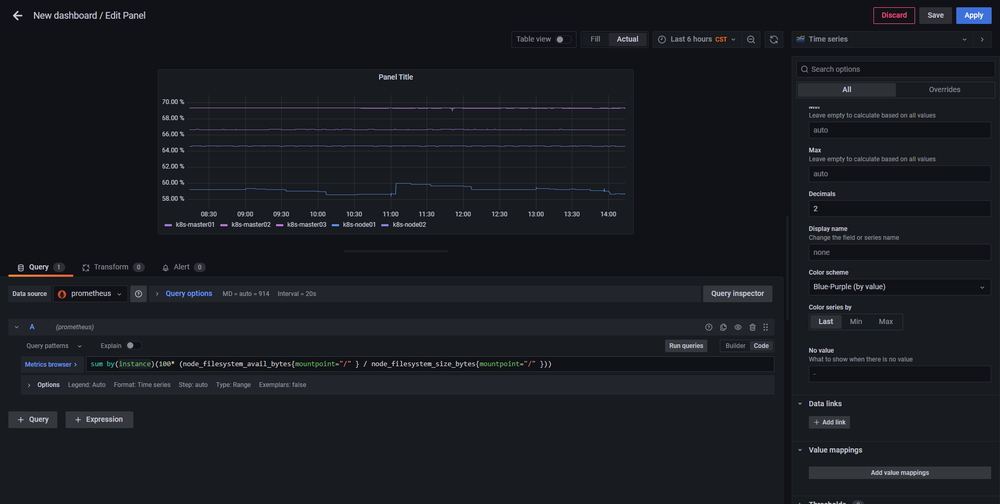 New dashboard / Edit Panel
Discard
Save
Apply
Table view
Fill
Actual
Last 6 hours CST
Time series
Search options
All
Overrides
Panel Title
70.00 %
68.00 %
66.00 %
64.00 %
62.00 %
60.00 %
58.00 %
08:30
09:00
09:30
10:00
10:30
11:00
11:30
12:00
12:30
13:00
13:30
14:00
k8s-master01
k8s-master02
k8s-master03
k8s-node01
k8s-node02
Min
Leave empty to calculate based on all values
auto
Max
Leave empty to calculate based on all values
auto
Decimals
2
Display name
Change the field or series name
none
Color scheme
Blue-Purple (by value)
Color series by
Last
Min
Max
No value
What to show when there is no value
-
Data links
+ Add link
Value mappings
Add value mappings
Thresholds
Query 1
Transform 0
Alert 0
Data source
prometheus
Query options
MD = auto = 914
Interval = 20s
Query inspector
A
(prometheus)
Query patterns
Explain
Run queries
Builder
Code
Metrics browser >
sum by(instance)(100* (node_filesystem_avail_bytes{mountpoint="/" } / node_filesystem_size_bytes{mountpoint="/" }))
Options
Legend: Auto
Format: Time series
Step: auto
Type: Range
Exemplars: false
+ Query
+ Expression